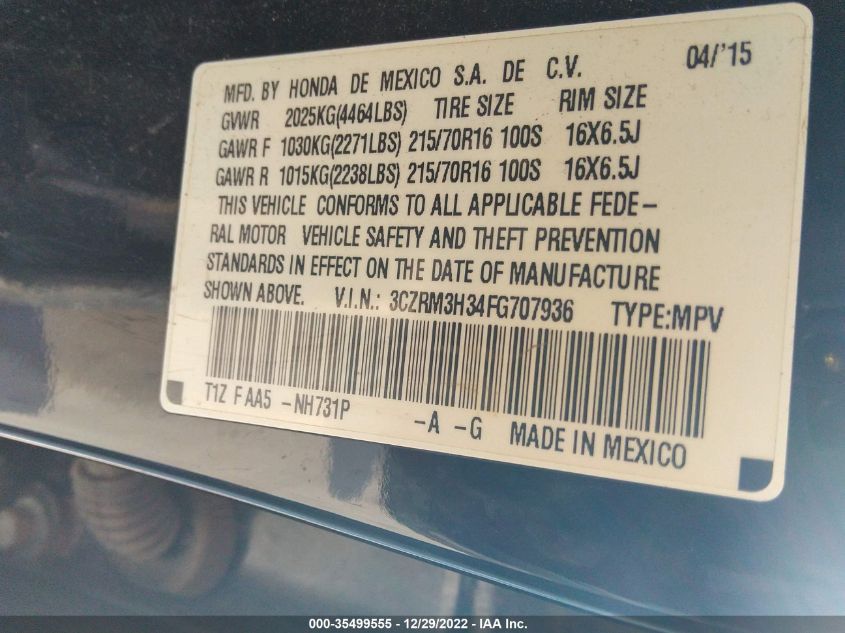 MFD. BY HONDA DE MEXICO S.A. DE C.V. 04/'15
GVWR 2025KG(4464LBS) TIRE SIZE RIM SIZE
GAWR F 1030KG(2271LBS) 215/70R16 100S 16X6.5J
GAWR R 1015KG(2238LBS) 215/70R16 100S 16X6.5J
THIS VEHICLE CONFORMS TO ALL APPLICABLE FEDE-
RAL MOTOR VEHICLE SAFETY AND THEFT PREVENTION
STANDARDS IN EFFECT ON THE DATE OF MANUFACTURE
SHOWN ABOVE. V.I.N.: 3CZRM3H34FG707936 TYPE:MPV
T1Z F AA5 -NH731P -A -G MADE IN MEXICO
000-35499555 - 12/29/2022 - IAA Inc.